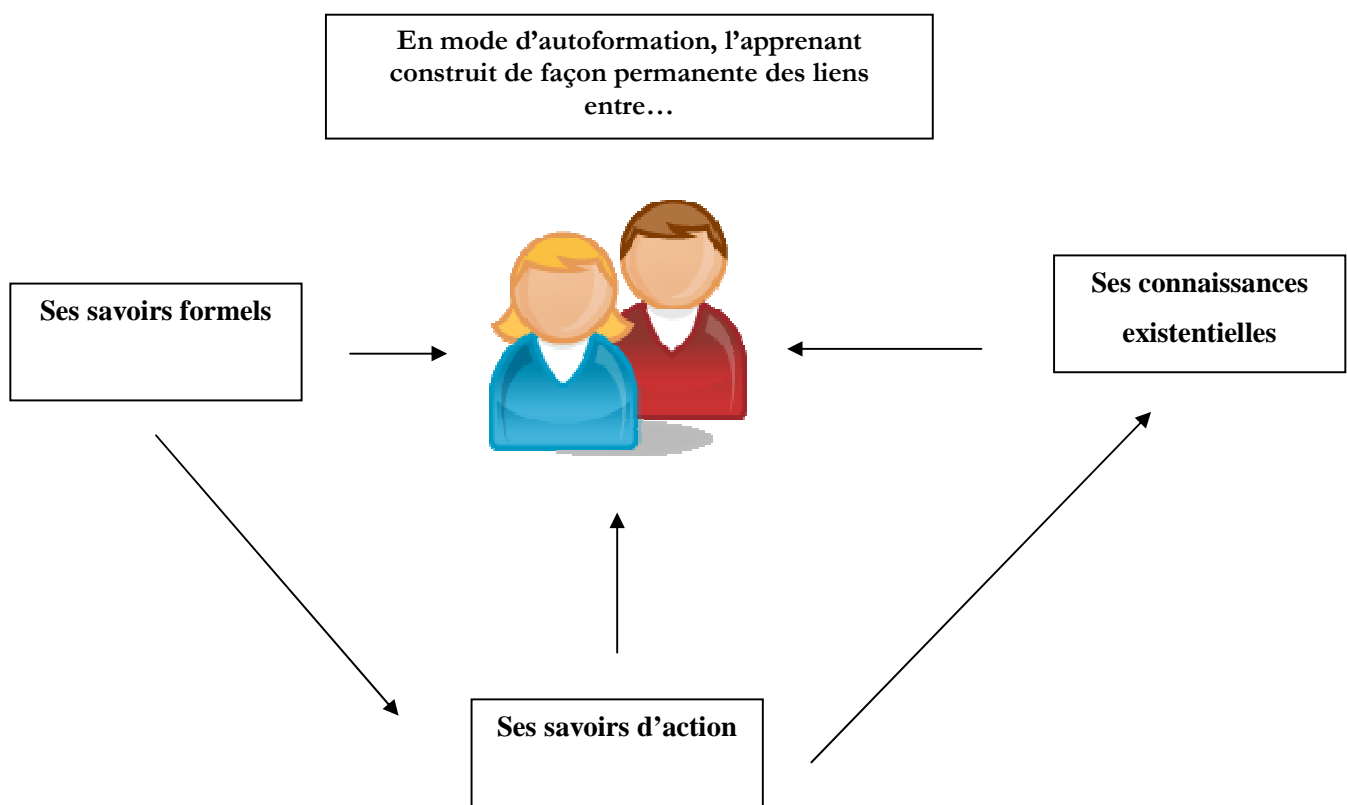 En mode d’autoformation, l’apprenant
construit de façon permanente des liens
entre…
Ses savoirs formels
Ses connaissances
existentielles
Ses savoirs d’action